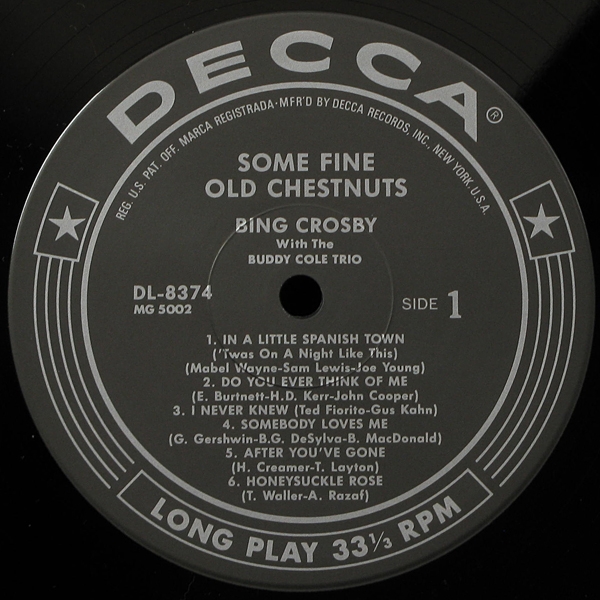 DECCA®
REG. U.S. PAT. OFF. MARCA REGISTRADA·MFR'D BY DECCA RECORDS, INC., NEW YORK, U.S.A.
SOME FINE
OLD CHESTNUTS
BING CROSBY
With The
BUDDY COLE TRIO
DL-8374
MG 5002
SIDE 1
1. IN A LITTLE SPANISH TOWN
('Twas On A Night Like This)
(Mabel Wayne-Sam Lewis-Joe Young)
2. DO YOU EVER THINK OF ME
(E. Burtnett-H.D. Kerr-John Cooper)
3. I NEVER KNEW (Ted Fiorito-Gus Kahn)
4. SOMEBODY LOVES ME
(G. Gershwin-B.G. DeSylva-B. MacDonald)
5. AFTER YOU'VE GONE
(H. Creamer-T. Layton)
6. HONEYSUCKLE ROSE
(T. Waller-A. Razaf)
LONG PLAY 33⅓ RPM